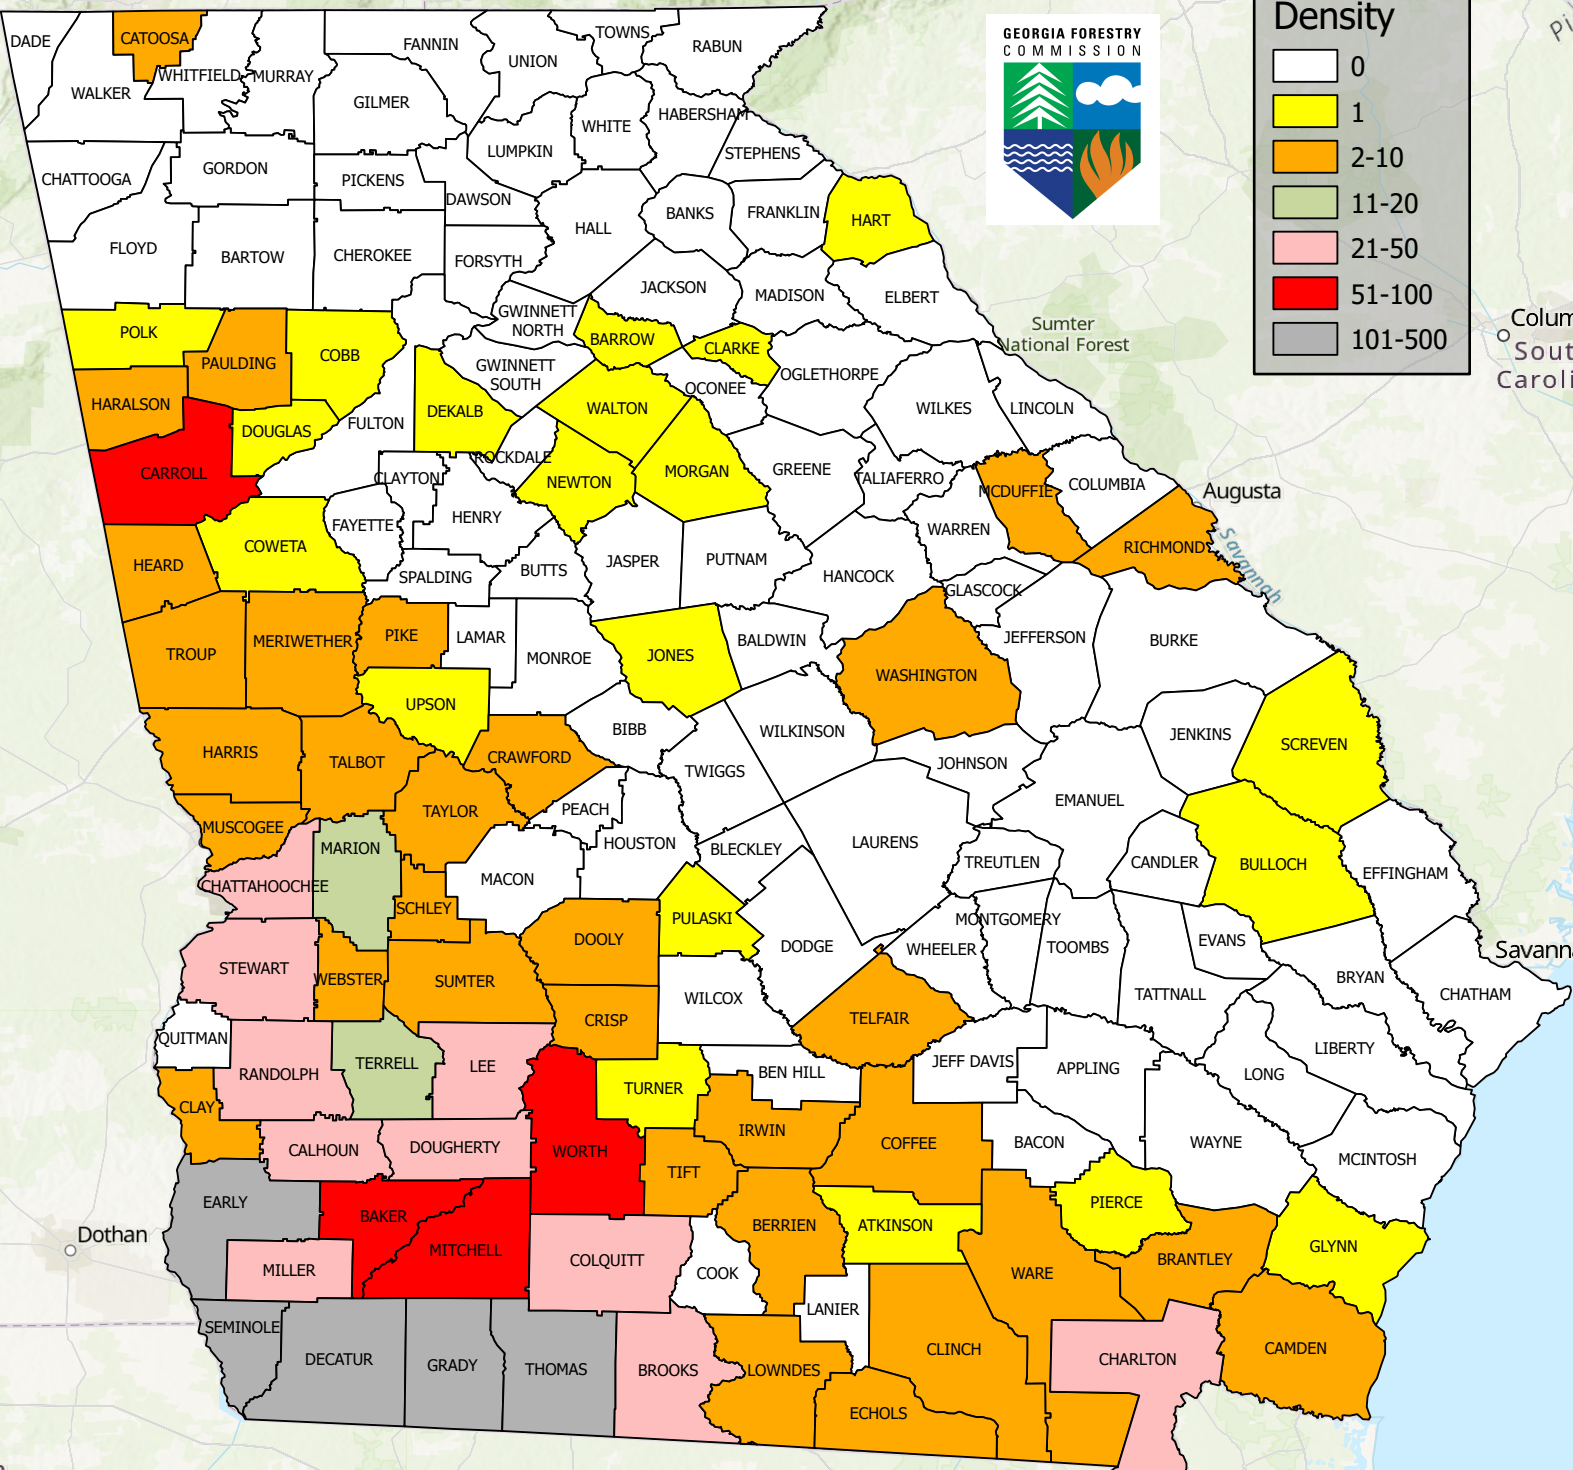 DADE
CATOOSA
WHITFIELD
MURRAY
FANNIN
UNION
TOWNS
RABUN
WALKER
GILMER
WHITE
HABERSHAM
LUMPKIN
STEPHENS
CHATTOOGA
GORDON
PICKENS
DAWSON
HALL
BANKS
FRANKLIN
HART
FLOYD
BARTOW
CHEROKEE
FORSYTH
JACKSON
MADISON
ELBERT
GWINNETT
NORTH
POLK
PAULDING
COBB
BARROW
CLARKE
GWINNETT
SOUTH
OCONEE
OGLETHORPE
HARALSON
DOUGLAS
FULTON
DEKALB
WALTON
WILKES
LINCOLN
CARROLL
CLAYTON
ROCKDALE
NEWTON
MORGAN
GREENE
TALIAFERRO
MCDUFFIE
COLUMBIA
COWETA
FAYETTE
HENRY
WARREN
RICHMOND
HEARD
SPALDING
BUTTS
JASPER
PUTNAM
HANCOCK
GLASCOCK
TROUP
MERIWETHER
PIKE
LAMAR
MONROE
JONES
BALDWIN
WASHINGTON
JEFFERSON
BURKE
UPSON
BIBB
WILKINSON
JENKINS
SCREVEN
HARRIS
TALBOT
CRAWFORD
TWIGGS
JOHNSON
MUSCOGEE
TAYLOR
PEACH
HOUSTON
BLECKLEY
LAURENS
EMANUEL
MARION
TREUTLEN
CANDLER
BULLOCH
EFFINGHAM
CHATTAHOOCHEE
SCHLEY
MACON
PULASKI
DODGE
MONTGOMERY
WHEELER
TOOMBS
EVANS
STEWART
WEBSTER
SUMTER
DOOLY
WILCOX
TATTNALL
BRYAN
CHATHAM
QUITMAN
CRISP
TELFAIR
RANDOLPH
TERRELL
LEE
TURNER
BEN HILL
JEFF DAVIS
APPLING
LONG
LIBERTY
CLAY
CALHOUN
DOUGHERTY
WORTH
TIFT
IRWIN
COFFEE
BACON
WAYNE
MCINTOSH
EARLY
BAKER
MITCHELL
COLQUITT
BERRIEN
ATKINSON
PIERCE
MILLER
COOK
WARE
BRANTLEY
GLYNN
SEMINOLE
DECATUR
GRADY
THOMAS
BROOKS
LOWNDES
LANIER
CLINCH
ECHOLS
CHARLTON
CAMDEN
GEORGIA FORESTRY
COMMISSION
Density
0
1
2-10
11-20
21-50
51-100
101-500
Sumter
National Forest
Colum
Sout
Caroli
Pi
Augusta
Savannah
Savanna
Dothan